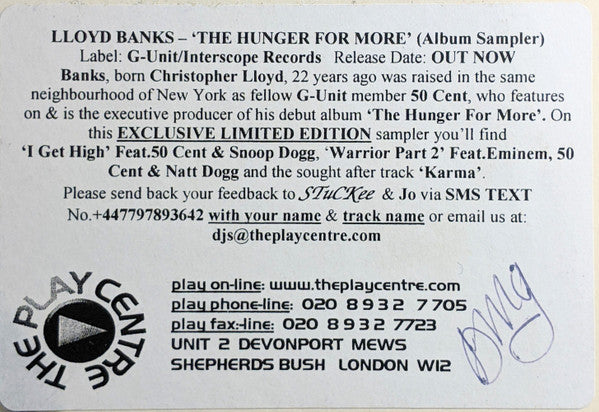 LLOYD BANKS – ‘THE HUNGER FOR MORE’ (Album Sampler)
Label: G-Unit/Interscope Records Release Date: OUT NOW
Banks, born Christopher Lloyd, 22 years ago was raised in the same
neighbourhood of New York as fellow G-Unit member 50 Cent, who features
on & is the executive producer of his debut album ‘The Hunger For More’. On
this EXCLUSIVE LIMITED EDITION sampler you’ll find
‘I Get High’ Feat.50 Cent & Snoop Dogg, ‘Warrior Part 2’ Feat.Eminem, 50
Cent & Natt Dogg and the sought after track ‘Karma’.
Please send back your feedback to STuCKee & Jo via SMS TEXT
No.+447797893642 with your name & track name or email us at:
djs@theplaycentre.com
THE PLAY CENTRE
play on-line: www.theplaycentre.com
play phone-line: 020 8932 7705
play fax-line: 020 8932 7723
UNIT 2 DEVONPORT MEWS
SHEPHERDS BUSH LONDON W12